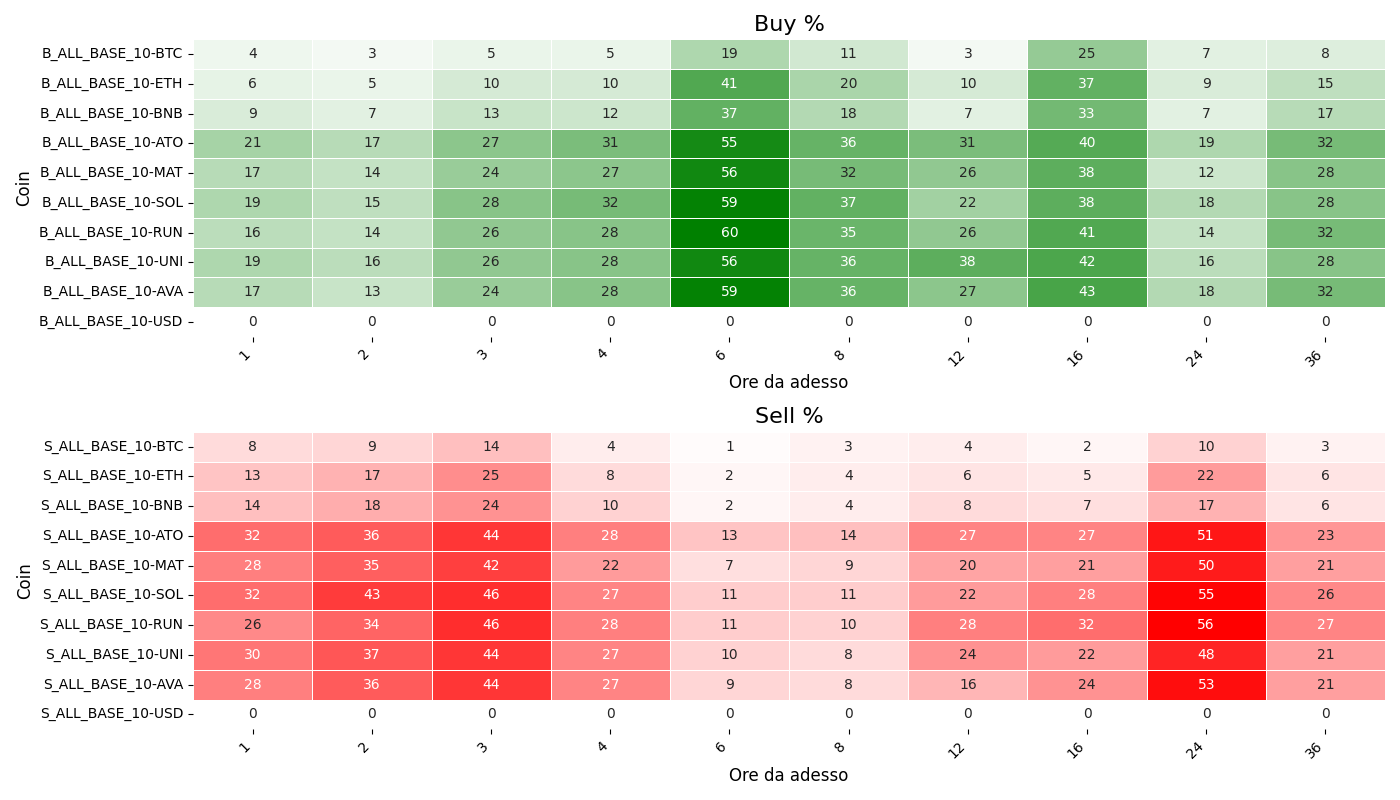 Buy %
B_ALL_BASE_10-BTC 4 3 5 5 19 11 3 25 7 8
B_ALL_BASE_10-ETH 6 5 10 10 41 20 10 37 9 15
B_ALL_BASE_10-BNB 9 7 13 12 37 18 7 33 7 17
B_ALL_BASE_10-ATO 21 17 27 31 55 36 31 40 19 32
B_ALL_BASE_10-MAT 17 14 24 27 56 32 26 38 12 28
B_ALL_BASE_10-SOL 19 15 28 32 59 37 22 38 18 28
B_ALL_BASE_10-RUN 16 14 26 28 60 35 26 41 14 32
B_ALL_BASE_10-UNI 19 16 26 28 56 36 38 42 16 28
B_ALL_BASE_10-AVA 17 13 24 28 59 36 27 43 18 32
B_ALL_BASE_10-USD 0 0 0 0 0 0 0 0 0 0
Coin
1 2 3 4 6 8 12 16 24 36
Ore da adesso
Sell %
S_ALL_BASE_10-BTC 8 9 14 4 1 3 4 2 10 3
S_ALL_BASE_10-ETH 13 17 25 8 2 4 6 5 22 6
S_ALL_BASE_10-BNB 14 18 24 10 2 4 8 7 17 6
S_ALL_BASE_10-ATO 32 36 44 28 13 14 27 27 51 23
S_ALL_BASE_10-MAT 28 35 42 22 7 9 20 21 50 21
S_ALL_BASE_10-SOL 32 43 46 27 11 11 22 28 55 26
S_ALL_BASE_10-RUN 26 34 46 28 11 10 28 32 56 27
S_ALL_BASE_10-UNI 30 37 44 27 10 8 24 22 48 21
S_ALL_BASE_10-AVA 28 36 44 27 9 8 16 24 53 21
S_ALL_BASE_10-USD 0 0 0 0 0 0 0 0 0 0
Coin
1 2 3 4 6 8 12 16 24 36
Ore da adesso